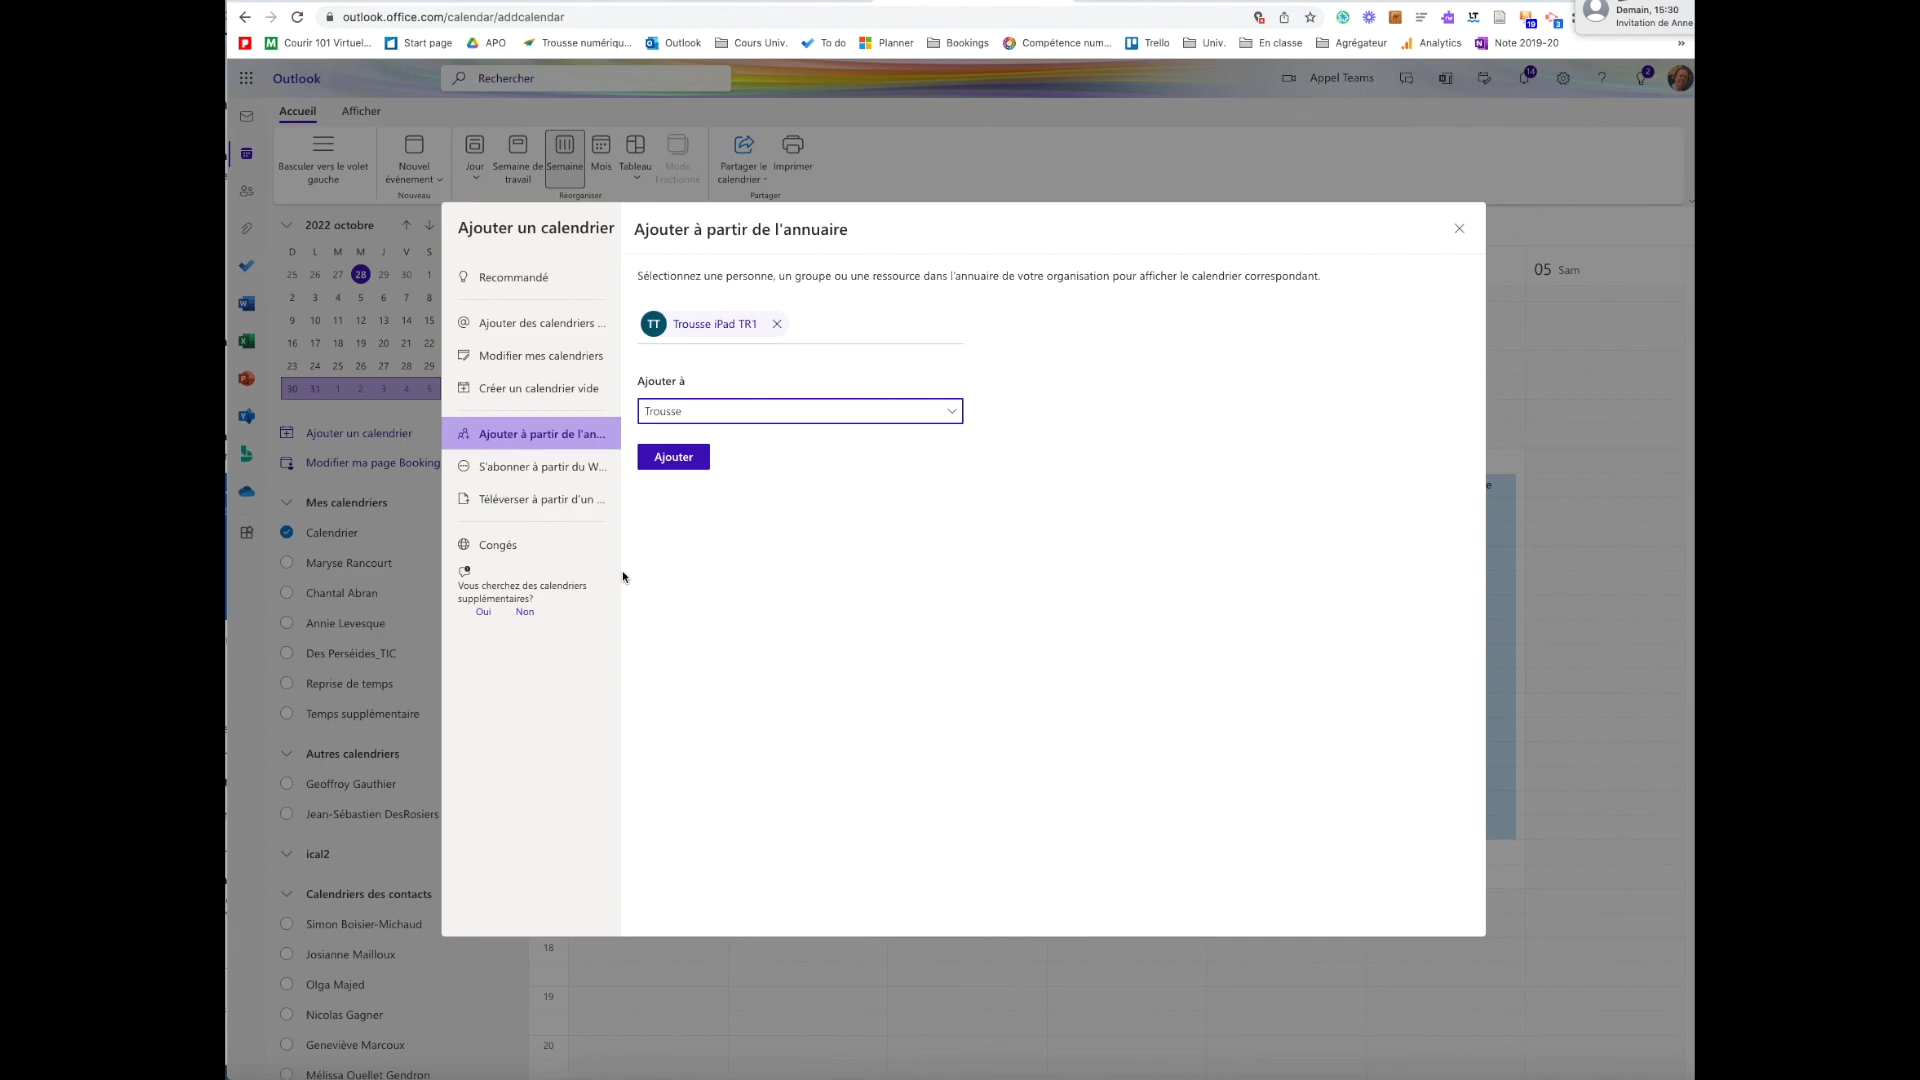 outlook.office.com/calendar/addcalendar
Demain, 15:30
Invitation de Anne
Courir 101 Virtuel...
Start page
APO
Trousse numériqu...
Outlook
Cours Univ.
To do
Planner
Bookings
Compétence num...
Trello
Univ.
En classe
Agrégateur
Analytics
Note 2019-20
»
Outlook
Rechercher
Appel Teams
14
2
Accueil
Afficher
Basculer vers le volet
gauche
Nouvel
événement
Nouveau
Jour
Semaine de
travail
Semaine
Mois
Tableau
Mode
Fractionné
Réorganiser
Partager le
calendrier
Imprimer
Partager
2022 octobre
D L M M J V S
25 26 27 28 29 30 1
2 3 4 5 6 7 8
9 10 11 12 13 14 15
16 17 18 19 20 21 22
23 24 25 26 27 28 29
30 31 1 2 3 4 5
Ajouter un calendrier
Modifier ma page Booking
Mes calendriers
Calendrier
Maryse Rancourt
Chantal Abran
Annie Levesque
Des Perséides_TIC
Reprise de temps
Temps supplémentaire
Autres calendriers
Geoffroy Gauthier
Jean-Sébastien DesRosiers
ical2
Calendriers des contacts
Simon Boisier-Michaud
Josianne Mailloux
Olga Majed
Nicolas Gagner
Geneviève Marcoux
Mélissa Ouellet Gendron
Ajouter un calendrier
Recommandé
Ajouter des calendriers ...
Modifier mes calendriers
Créer un calendrier vide
Ajouter à partir de l'an...
S'abonner à partir du W...
Téléverser à partir d'un ...
Congés
Vous cherchez des calendriers
supplémentaires?
Oui Non
Ajouter à partir de l'annuaire
Sélectionnez une personne, un groupe ou une ressource dans l'annuaire de votre organisation pour afficher le calendrier correspondant.
TT Trousse iPad TR1
Ajouter à
Trousse
Ajouter
05 Sam
e
18
19
20